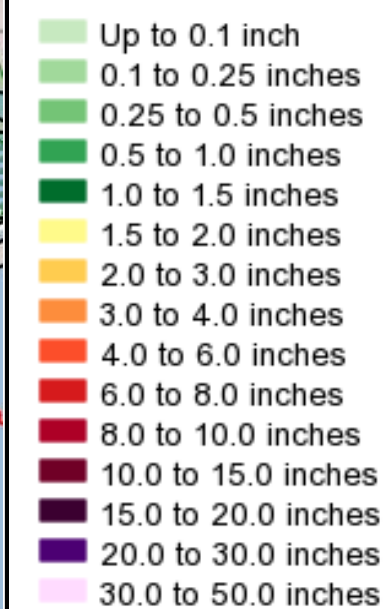 Up to 0.1 inch
0.1 to 0.25 inches
0.25 to 0.5 inches
0.5 to 1.0 inches
1.0 to 1.5 inches
1.5 to 2.0 inches
2.0 to 3.0 inches
3.0 to 4.0 inches
4.0 to 6.0 inches
6.0 to 8.0 inches
8.0 to 10.0 inches
10.0 to 15.0 inches
15.0 to 20.0 inches
20.0 to 30.0 inches
30.0 to 50.0 inches